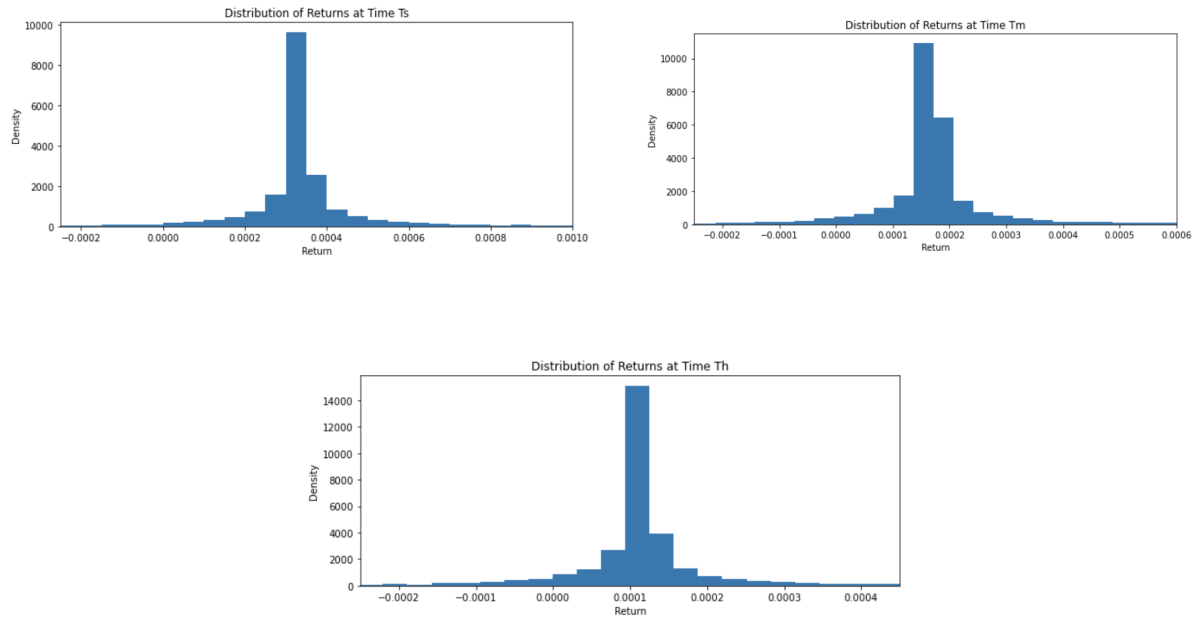 Distribution of Returns at Time Ts
10000
8000
6000
4000
2000
0
Density
−0.0002 0.0000 0.0002 0.0004 0.0006 0.0008 0.0010
Return
Distribution of Returns at Time Tm
10000
8000
6000
4000
2000
0
Density
−0.0002 −0.0001 0.0000 0.0001 0.0002 0.0003 0.0004 0.0005 0.0006
Return
Distribution of Returns at Time Th
14000
12000
10000
8000
6000
4000
2000
0
Density
−0.0002 −0.0001 0.0000 0.0001 0.0002 0.0003 0.0004
Return